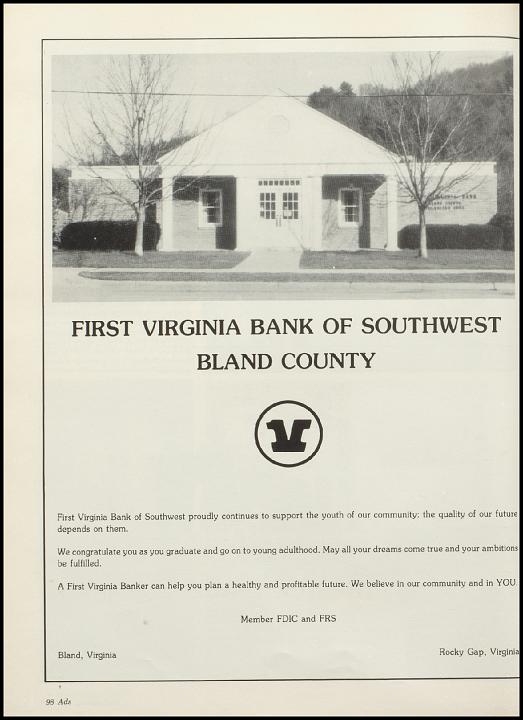 FIRST VIRGINIA BANK OF SOUTHWEST
BLAND COUNTY
First Virginia Bank of Southwest proudly continues to support the youth of our community: the quality of our future
depends on them.
We congratulate you as you graduate and go on to young adulthood. May all your dreams come true and your ambitions
be fulfilled.
A First Virginia Banker can help you plan a healthy and profitable future. We believe in our community and in YOU
Member FDIC and FRS
Bland, Virginia
Rocky Gap, Virginia
98 Ads